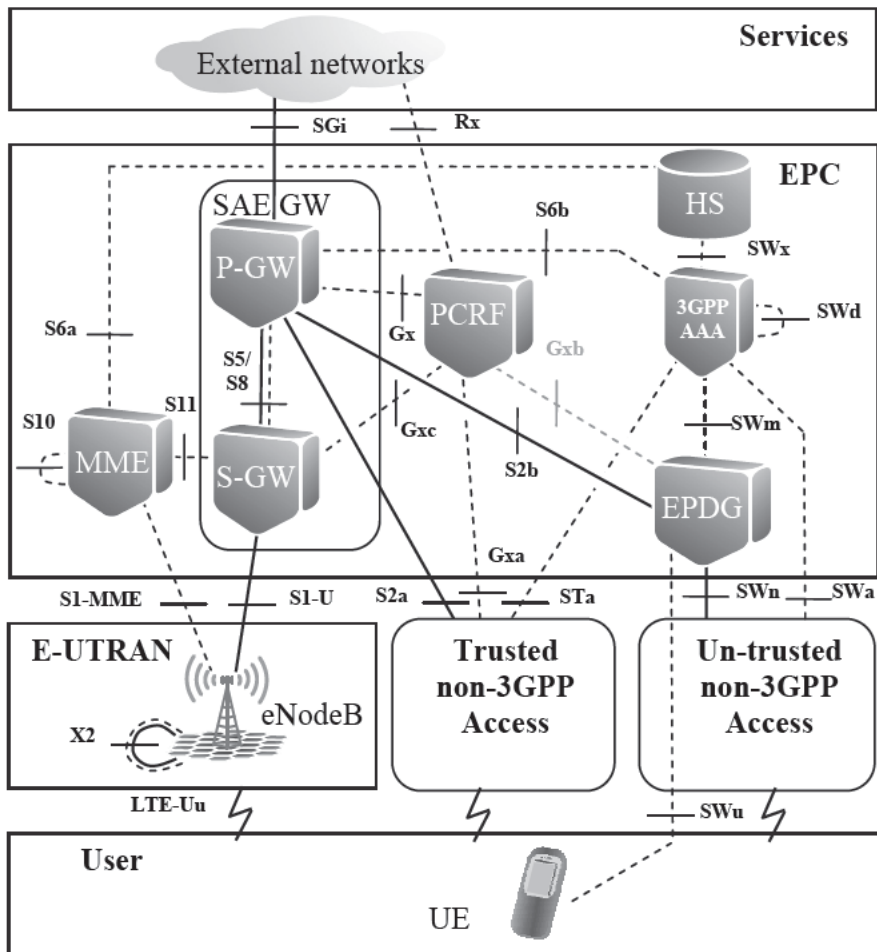 Services
External networks
SGi
Rx
EPC
HS
SAE GW
S6b
SWx
P-GW
PCRF
3GPP
AAA
SWd
S6a
Gx
Gxb
S5/
S8
S11
S10
Gxc
SWm
MME
S-GW
S2b
EPDG
Gxa
S1-MME
S1-U
S2a
STa
SWn
SWa
E-UTRAN
Trusted
non-3GPP
Access
Un-trusted
non-3GPP
Access
eNodeB
X2
LTE-Uu
SWu
User
UE